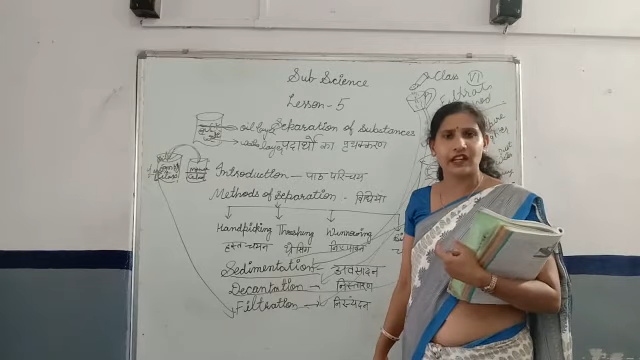 Sub Science
Class VI
Lesson-5
oil layer
Separation of Substances
पदार्थो का पृथक्करण
Introduction - पाठ परिचय
Methods of Separation - विधिया
Handpicking Threshing Winnowing
हस्त-चयन थ्रेसिंग निष्पावन
Sedimentation - अवसादन
Decantation - निस्तारण
Filtration - निस्यंदन